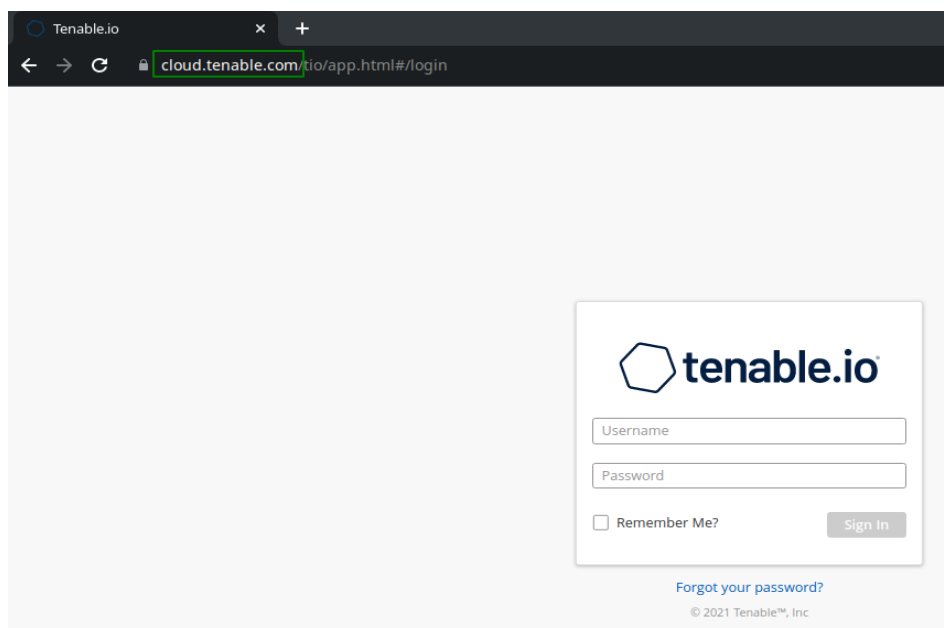 Tenable.io
cloud.tenable.com/tio/app.html#/login
tenable.io
Username
Password
Remember Me?
Sign In
Forgot your password?
© 2021 Tenable™, Inc